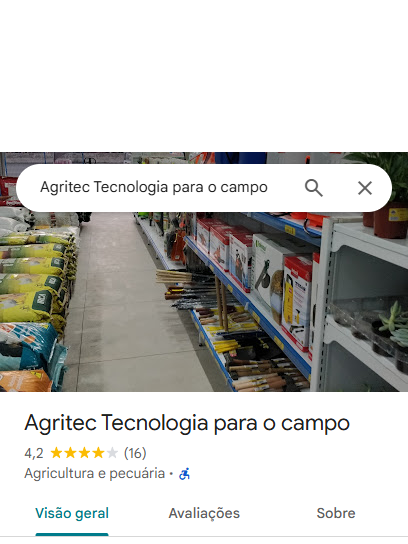 Agritec Tecnologia para o campo
Agritec Tecnologia para o campo
4,2 (16)
Agricultura e pecuária ·
Visão geral Avaliações Sobre